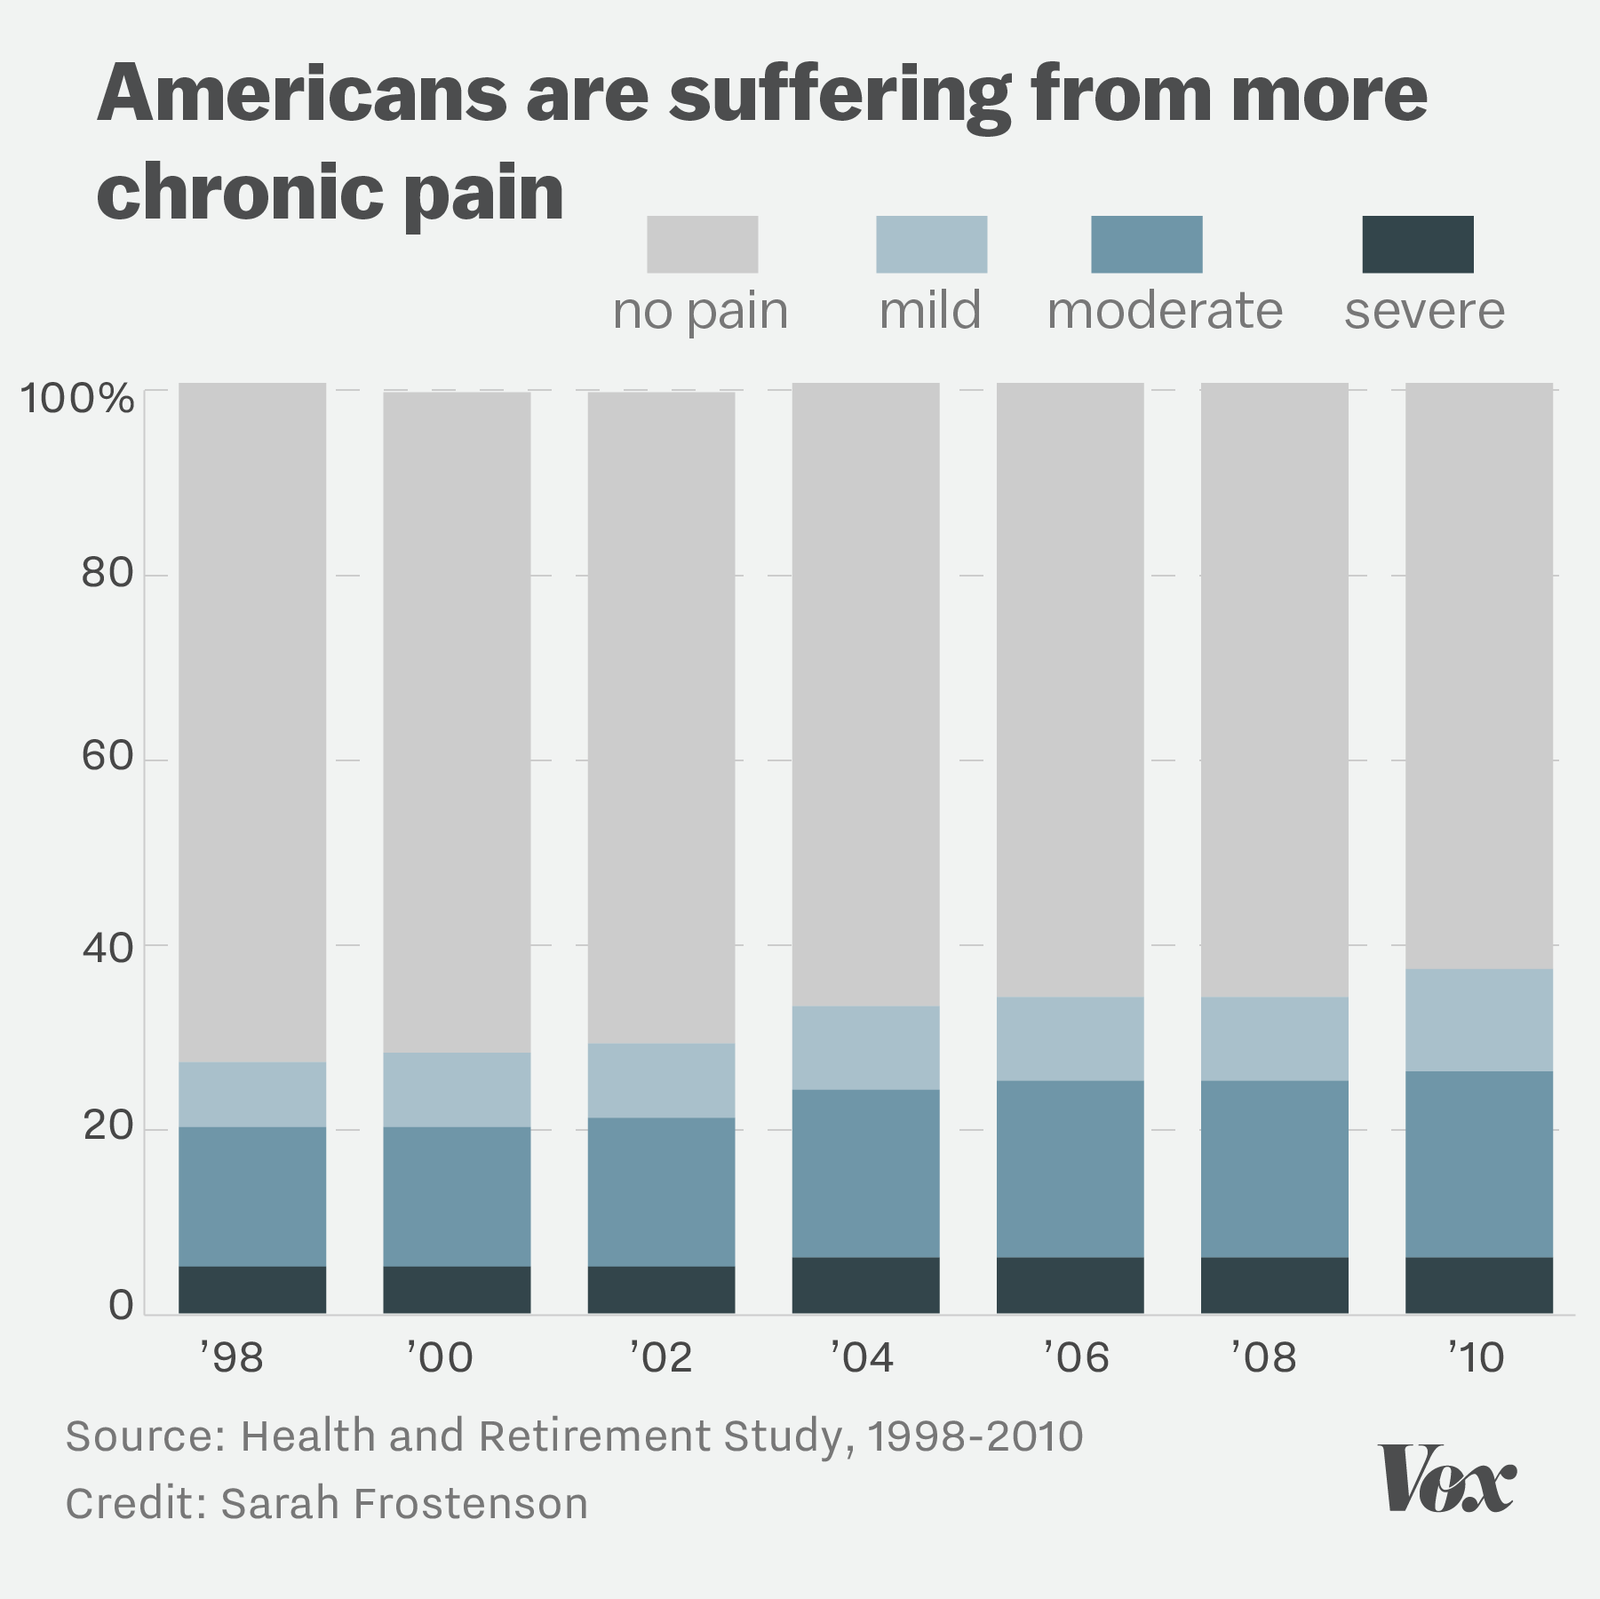 Americans are suffering from more
chronic pain
no pain mild moderate severe
100%
80
60
40
20
0
’98 ’00 ’02 ’04 ’06 ’08 ’10
Source: Health and Retirement Study, 1998-2010
Credit: Sarah Frostenson
Vox